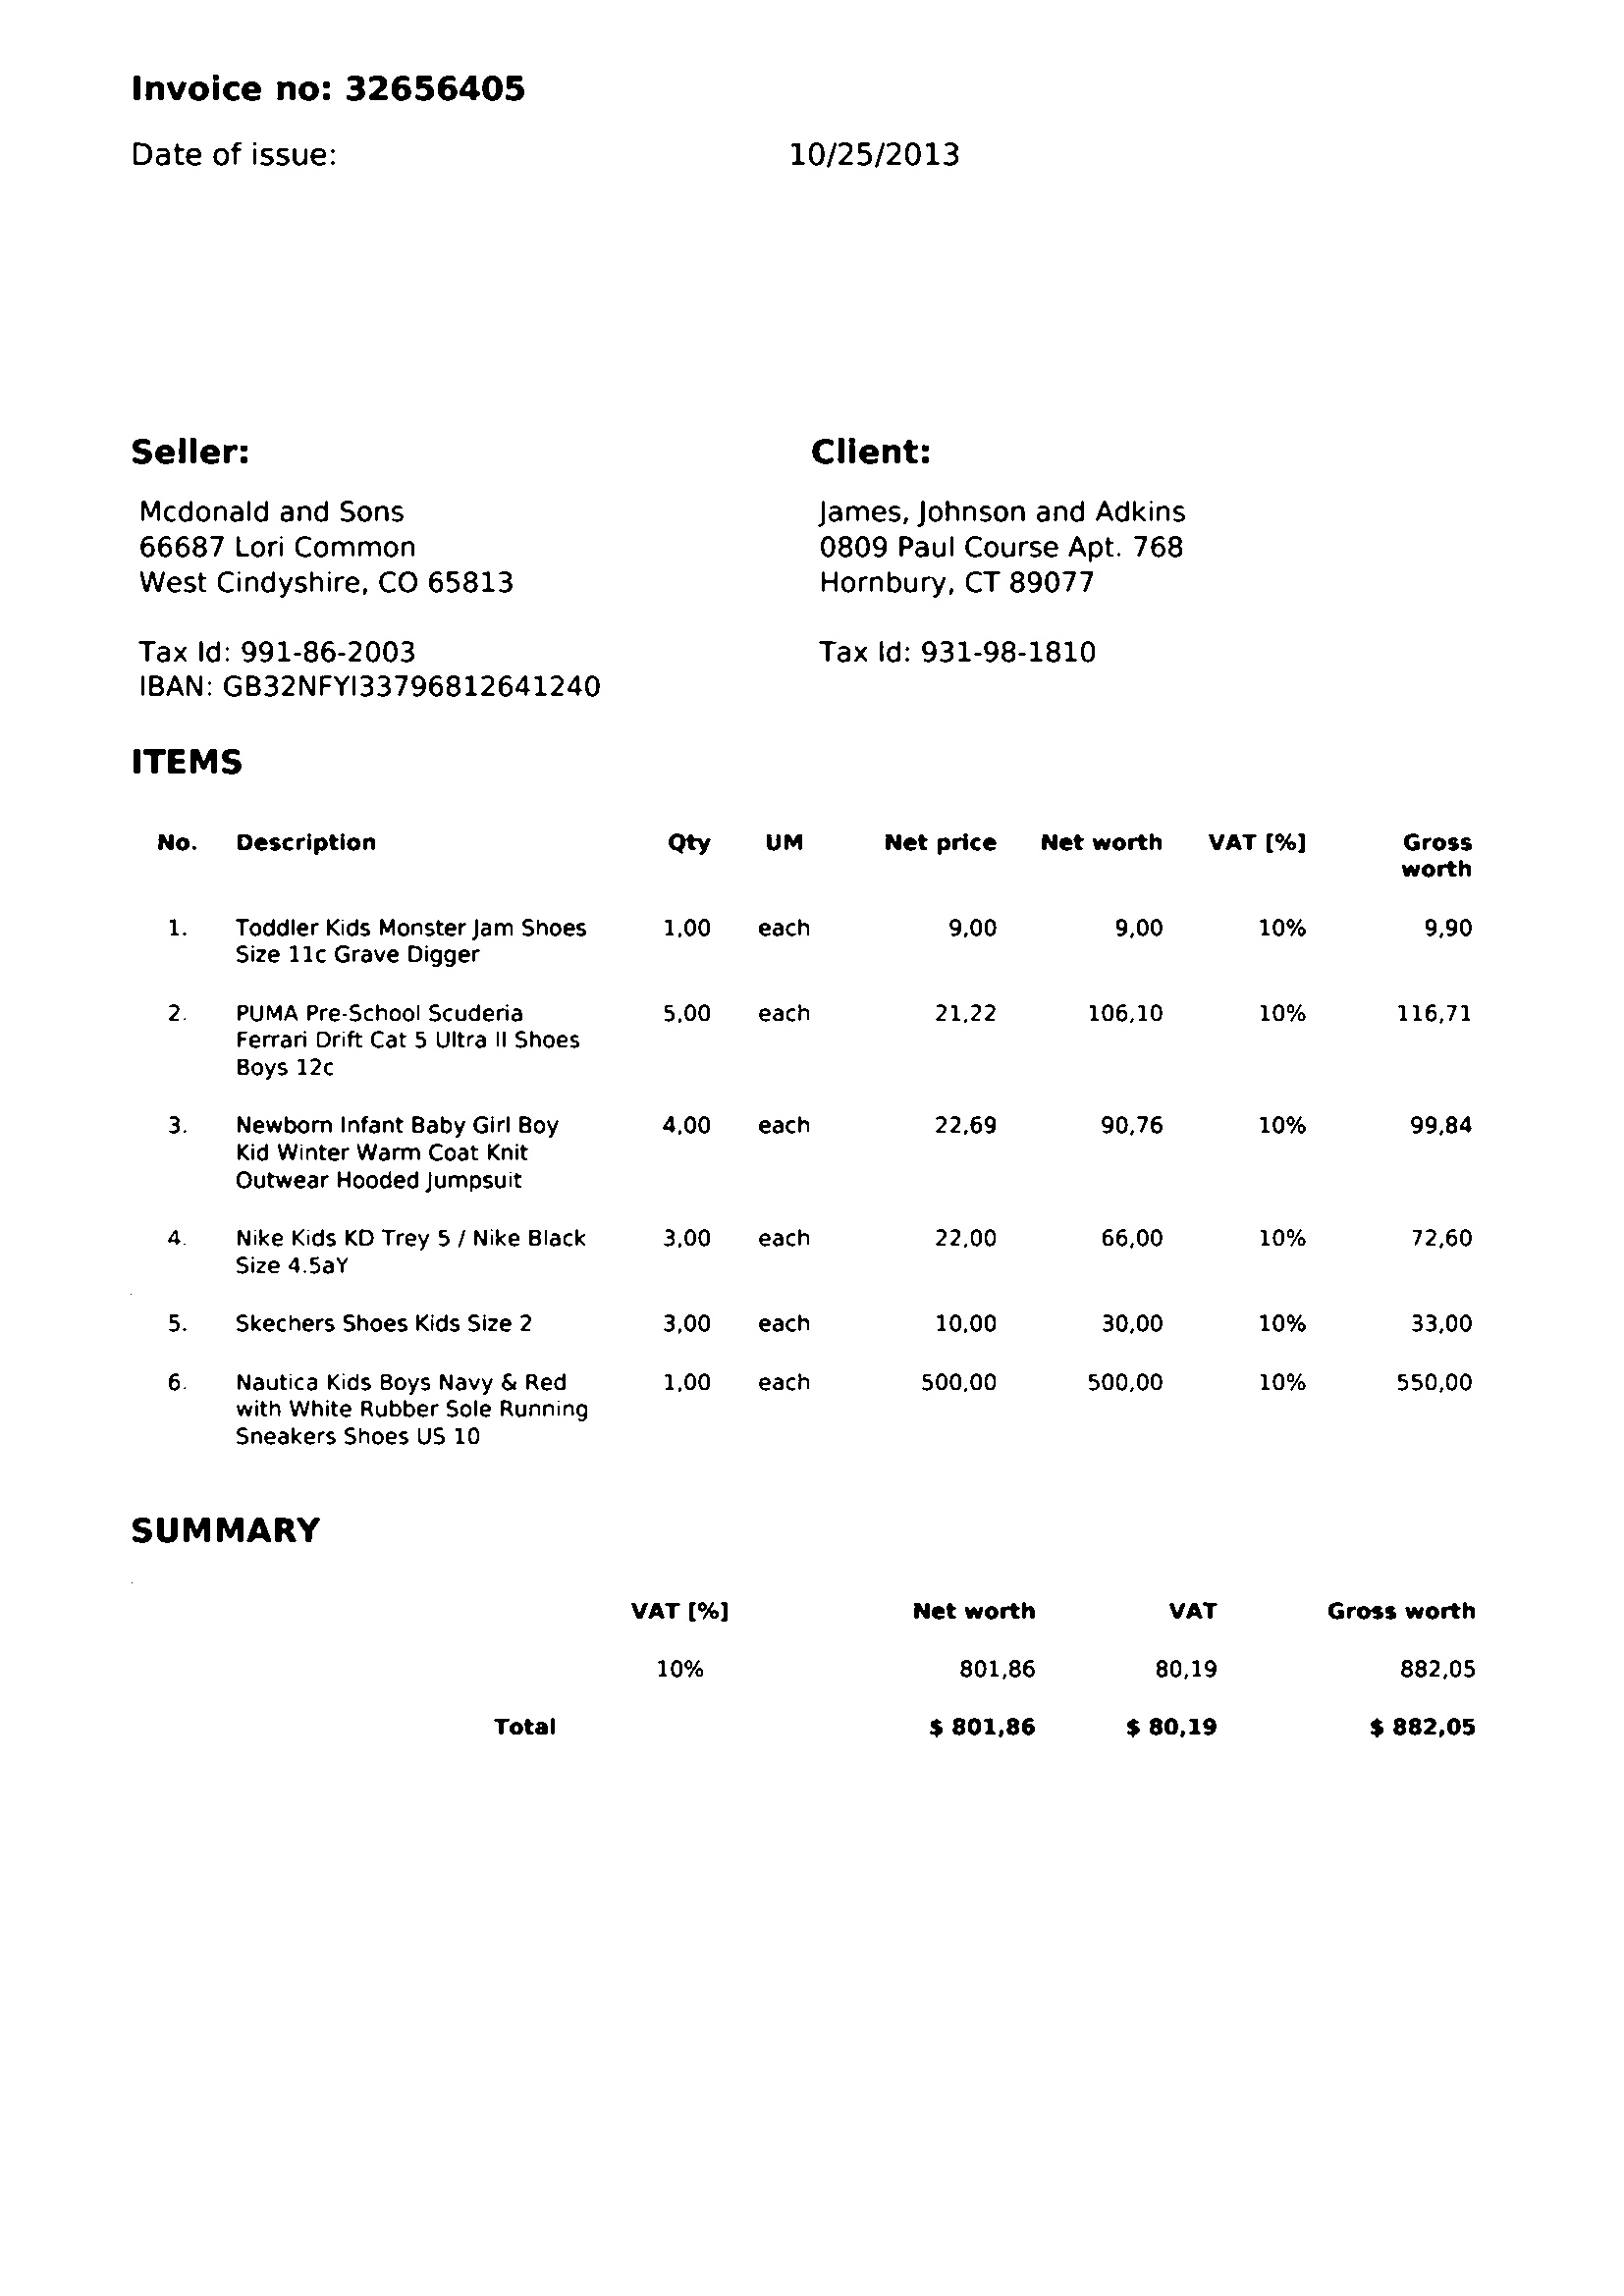 Invoice no: 32656405
Date of issue: 10/25/2013
Seller: Client:
Mcdonald and Sons James, Johnson and Adkins
66687 Lori Common 0809 Paul Course Apt. 768
West Cindyshire, CO 65813 Hornbury, CT 89077
Tax Id: 991-86-2003 Tax Id: 931-98-1810
IBAN: GB32NFYI33796812641240
ITEMS
No. Description Qty UM Net price Net worth VAT [%] Gross
worth
1. Toddler Kids Monster Jam Shoes 1,00 each 9,00 9,00 10% 9,90
Size 11c Grave Digger
2. PUMA Pre-School Scuderia 5,00 each 21,22 106,10 10% 116,71
Ferrari Drift Cat 5 Ultra II Shoes
Boys 12c
3. Newborn Infant Baby Girl Boy 4,00 each 22,69 90,76 10% 99,84
Kid Winter Warm Coat Knit
Outwear Hooded Jumpsuit
4. Nike Kids KD Trey 5 / Nike Black 3,00 each 22,00 66,00 10% 72,60
Size 4.5aY
5. Skechers Shoes Kids Size 2 3,00 each 10,00 30,00 10% 33,00
6. Nautica Kids Boys Navy & Red 1,00 each 500,00 500,00 10% 550,00
with White Rubber Sole Running
Sneakers Shoes US 10
SUMMARY
VAT [%] Net worth VAT Gross worth
10% 801,86 80,19 882,05
Total $ 801,86 $ 80,19 $ 882,05